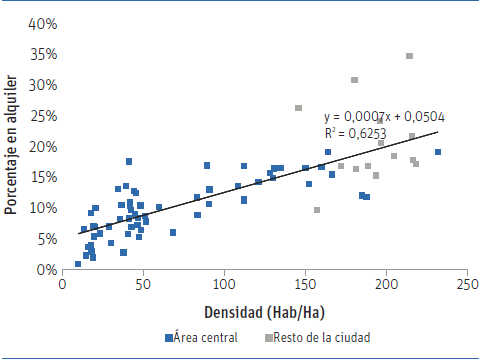 40%
35%
30%
25%
20%
15%
10%
5%
0%
Porcentaje en alquiler
y = 0,0007x + 0,0504
R² = 0,6253
0 50 100 150 200 250
Densidad (Hab/Ha)
Área central Resto de la ciudad